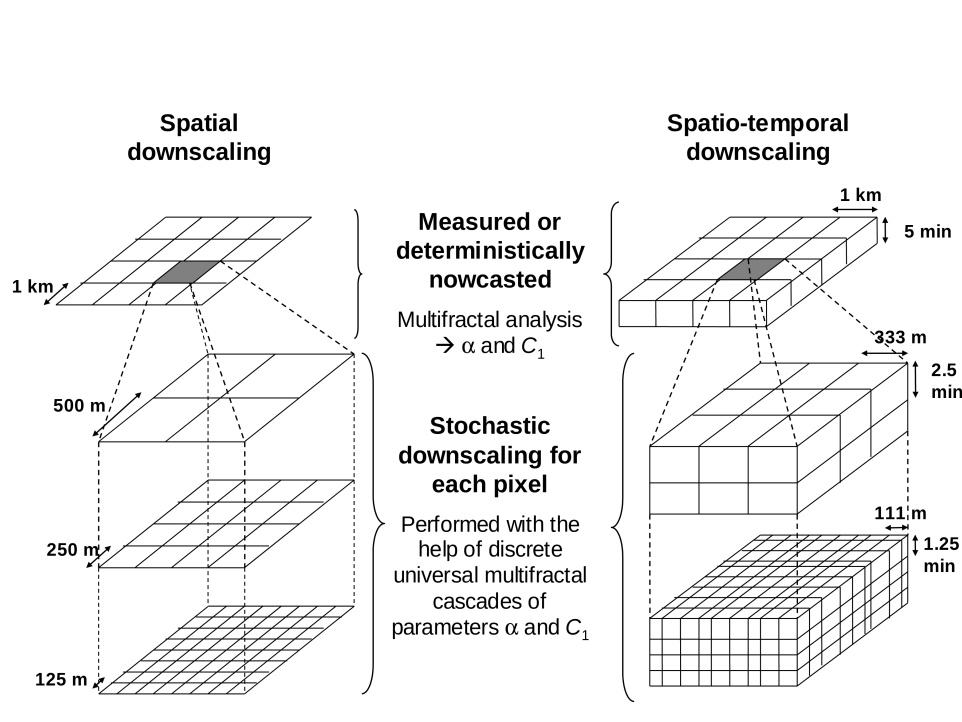 Spatial
downscaling
Spatio-temporal
downscaling
1 km
5 min
1 km
Measured or
deterministically
nowcasted
Multifractal analysis
→ α and C1
333 m
2.5
min
500 m
Stochastic
downscaling for
each pixel
Performed with the
help of discrete
universal multifractal
cascades of
parameters α and C1
250 m
111 m
1.25
min
125 m